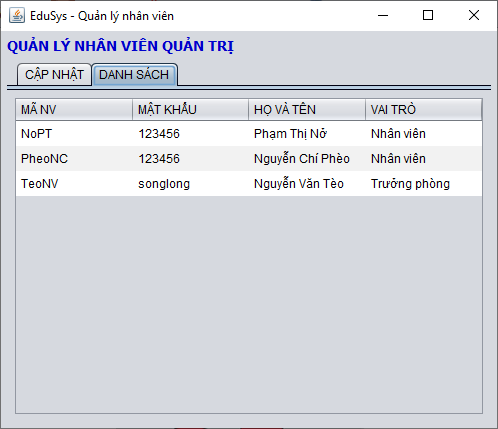 EduSys - Quản lý nhân viên
QUẢN LÝ NHÂN VIÊN QUẢN TRỊ
CẬP NHẬT DANH SÁCH
MÃ NV MẬT KHẨU HỌ VÀ TÊN VAI TRÒ
NoPT 123456 Phạm Thị Nở Nhân viên
PheoNC 123456 Nguyễn Chí Phèo Nhân viên
TeoNV songlong Nguyễn Văn Tèo Trưởng phòng